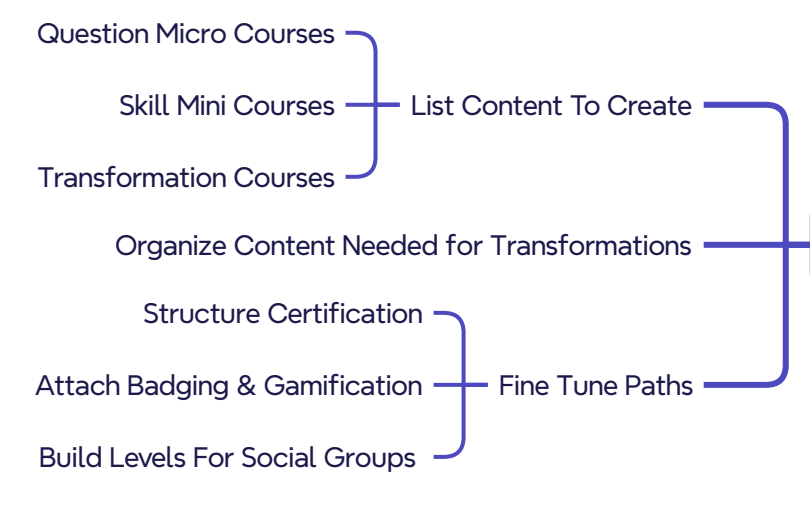 Question Micro Courses
Skill Mini Courses
List Content To Create
Transformation Courses
Organize Content Needed for Transformations
Structure Certification
Attach Badging & Gamification
Fine Tune Paths
Build Levels For Social Groups